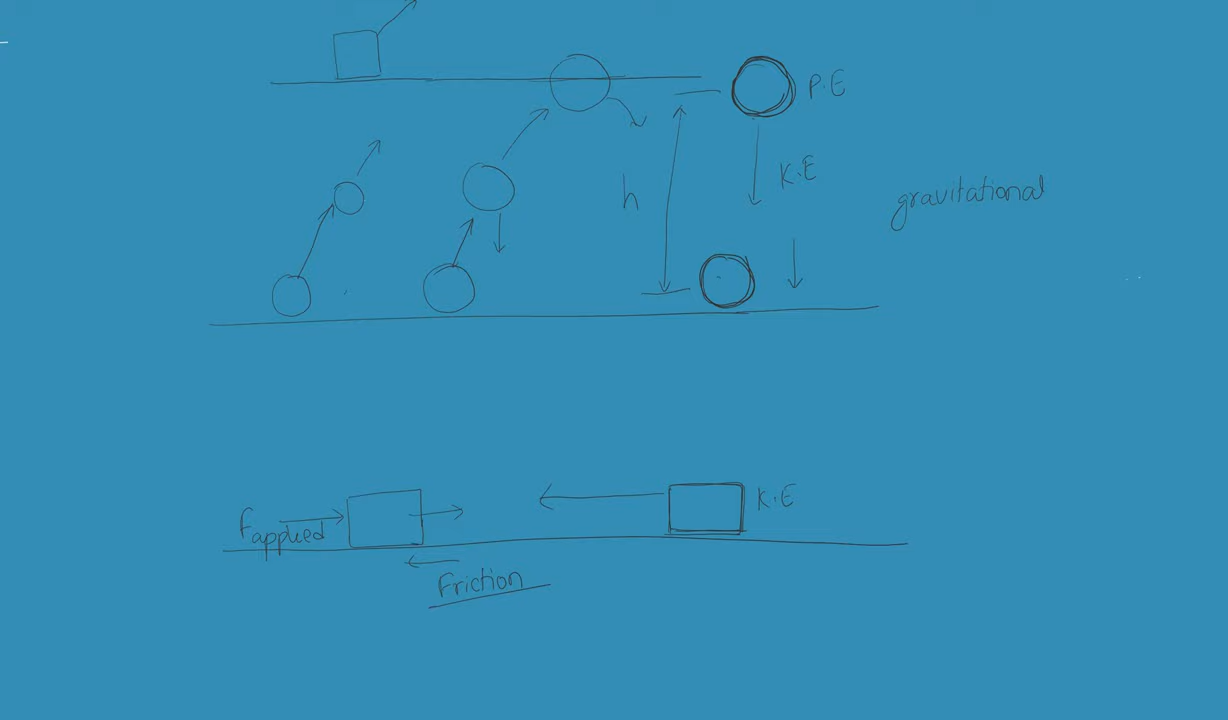 P.E
K.E
h
gravitational
K.E
Fapplied
Friction